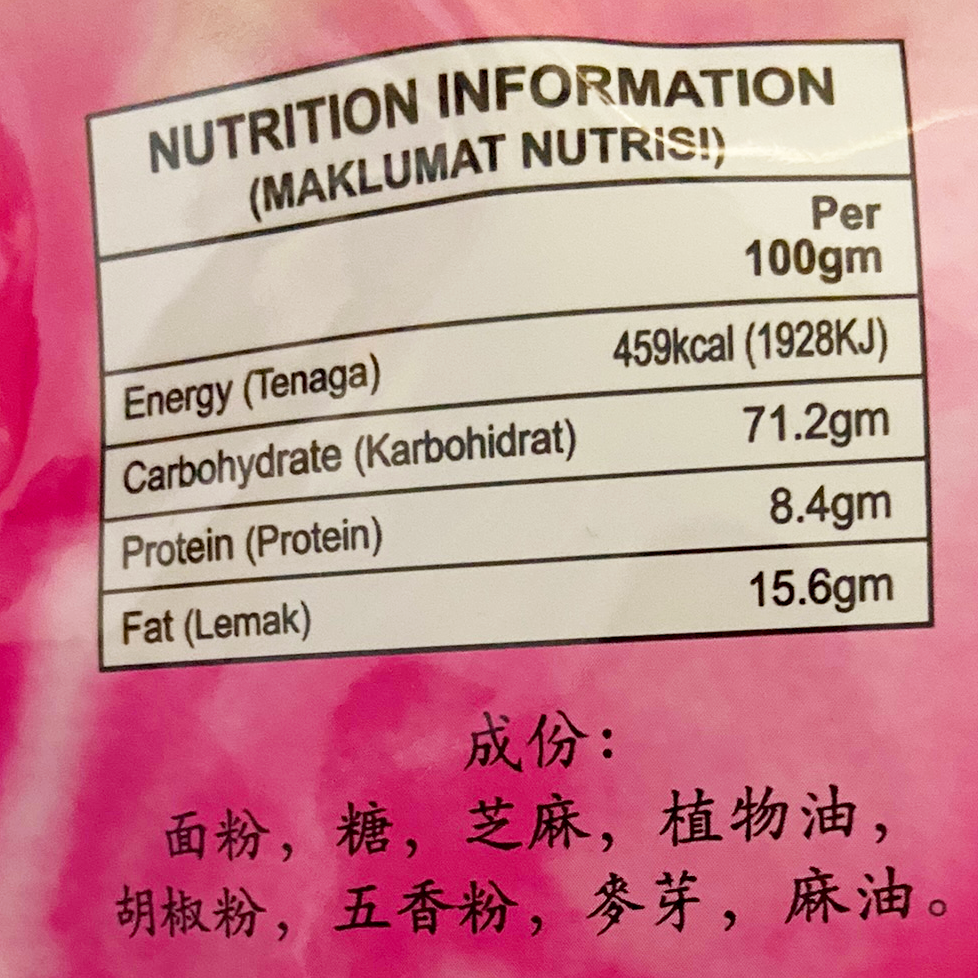 NUTRITION INFORMATION
(MAKLUMAT NUTRISI)
Per
100gm
Energy (Tenaga) 459kcal (1928KJ)
Carbohydrate (Karbohidrat) 71.2gm
Protein (Protein) 8.4gm
Fat (Lemak) 15.6gm
成份：
面粉，糖，芝麻，植物油，
胡椒粉，五香粉，麥芽，麻油。